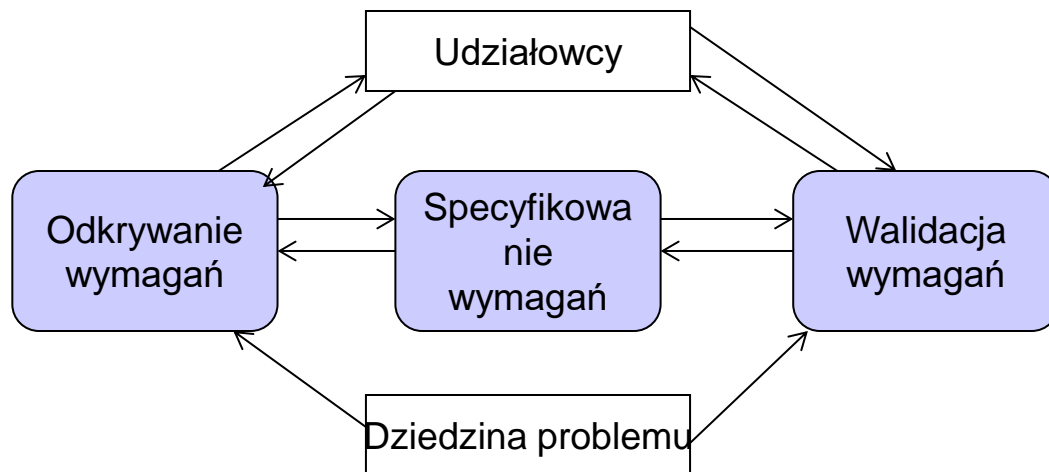 Udziałowcy
Odkrywanie
wymagań
Specyfikowa
nie
wymagań
Walidacja
wymagań
Dziedzina problemu